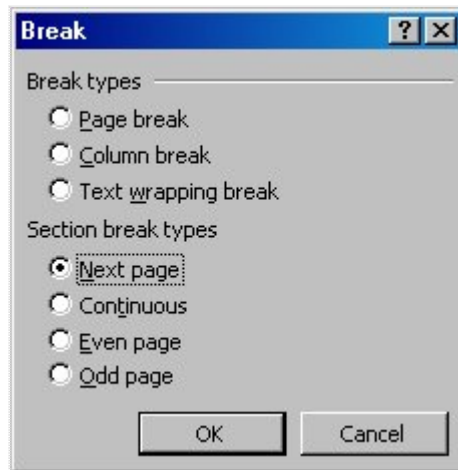 Break
Break types
Page break
Column break
Text wrapping break
Section break types
Next page
Continuous
Even page
Odd page
OK Cancel